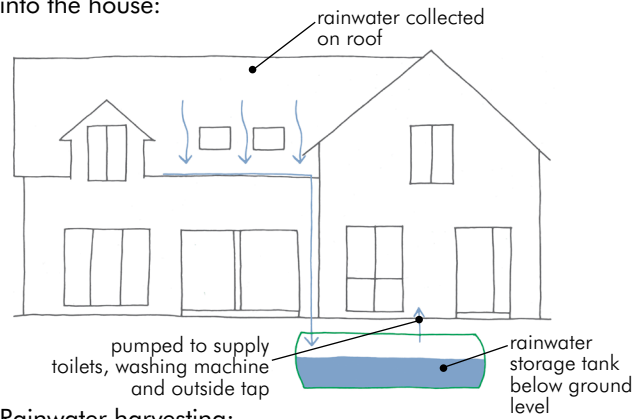 into the house:
rainwater collected
on roof
pumped to supply
toilets, washing machine
and outside tap
rainwater
storage tank
below ground
level
Rainwater harvesting: